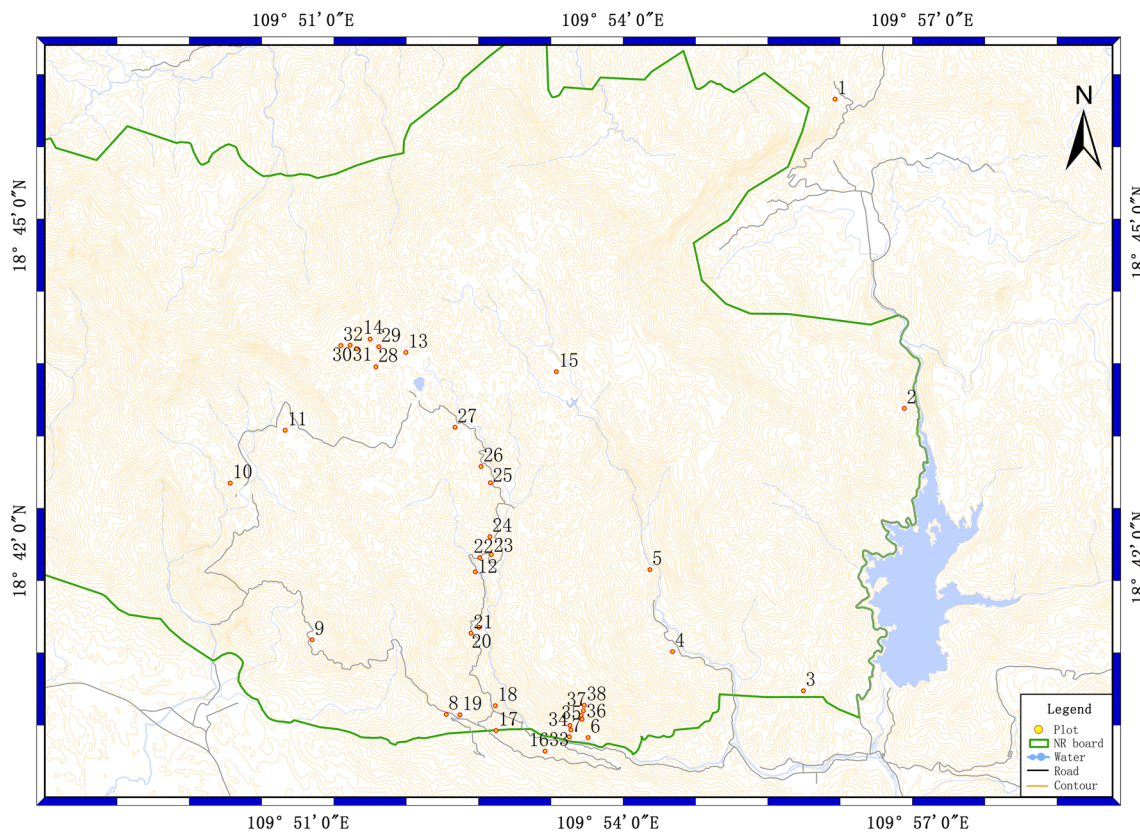 109° 51′ 0″E 109° 54′ 0″E 109° 57′ 0″E
1
N
18° 45′ 0″N
18° 45′ 0″N
14
32 29 13
30 31 28
15
2
27
11
26
10 25
24
22 23
12
18° 42′ 0″N
18° 42′ 0″N
5
21
9 20
4
3
8 19 18
37 38
35 36
34 7 6
17
16 33
Legend
Plot
NR board
Water
Road
Contour
109° 51′ 0″E 109° 54′ 0″E 109° 57′ 0″E